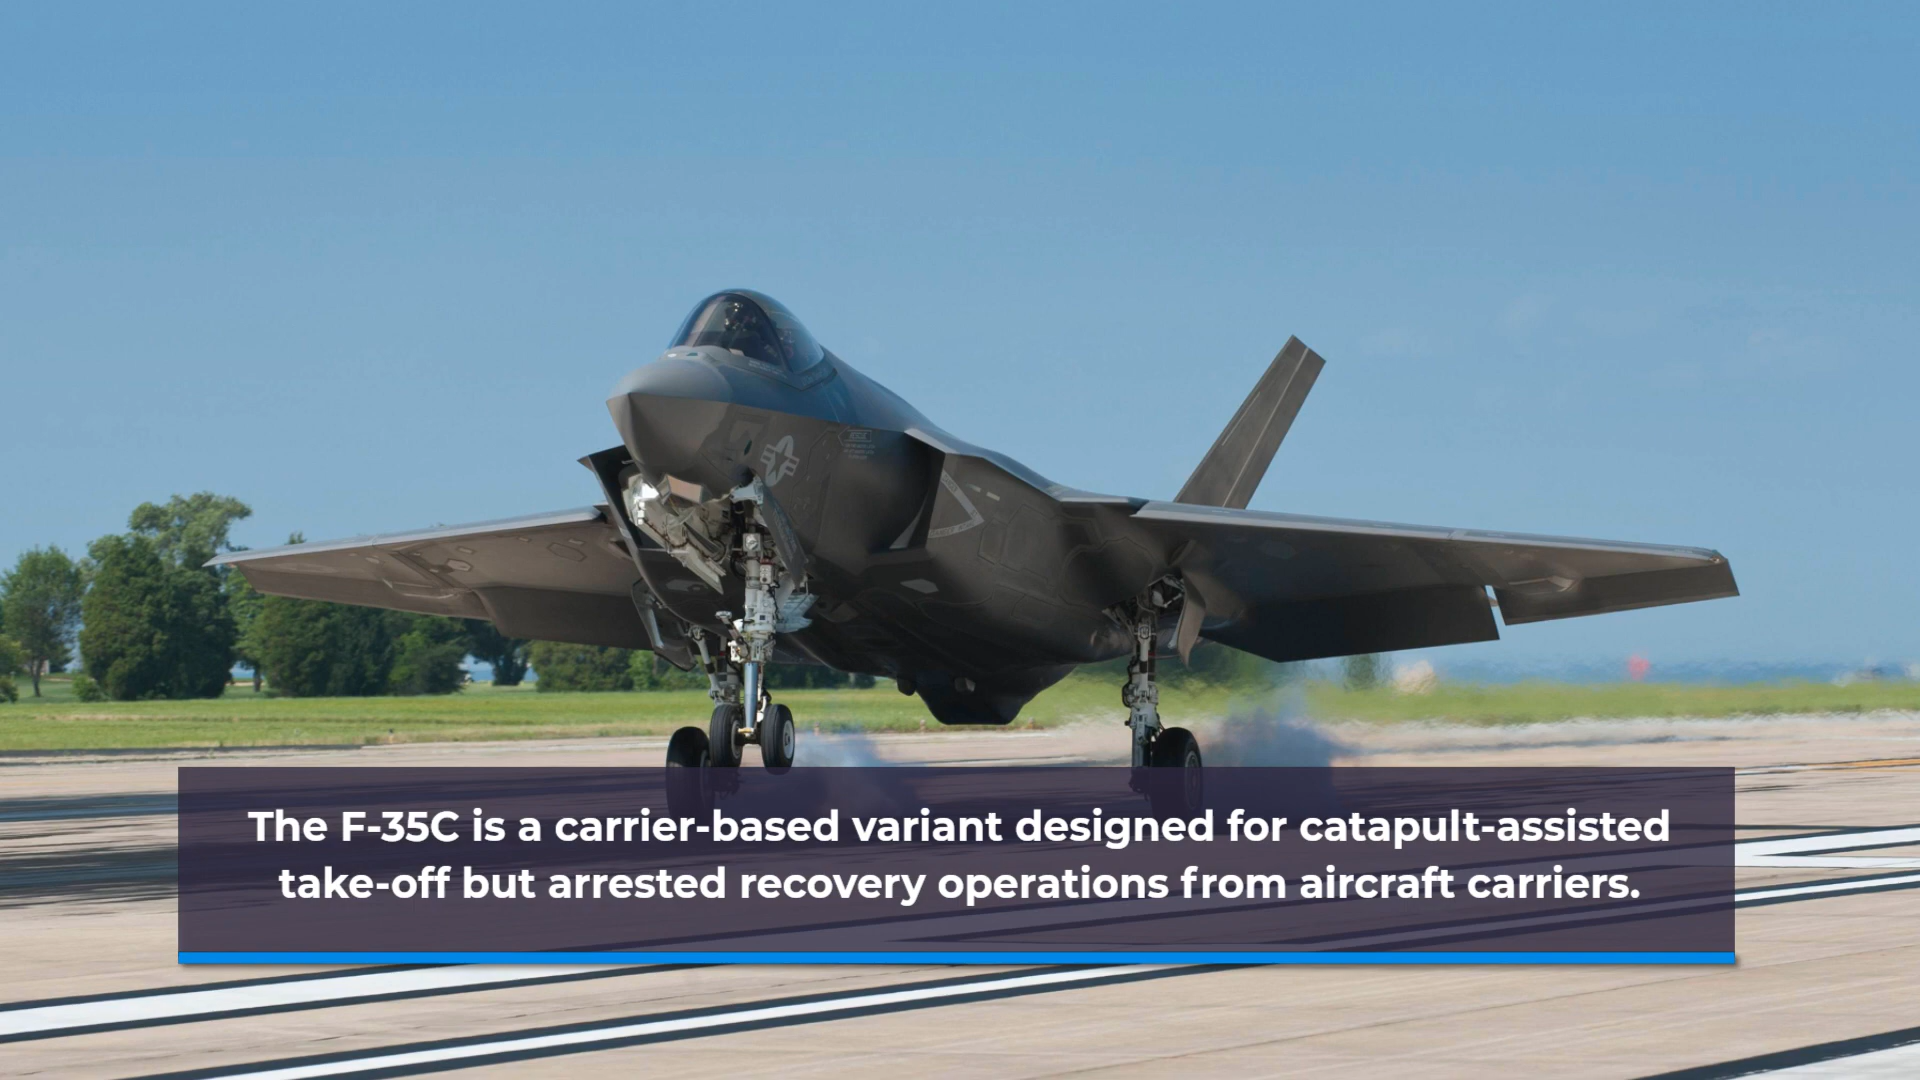 The F-35C is a carrier-based variant designed for catapult-assisted
take-off but arrested recovery operations from aircraft carriers.